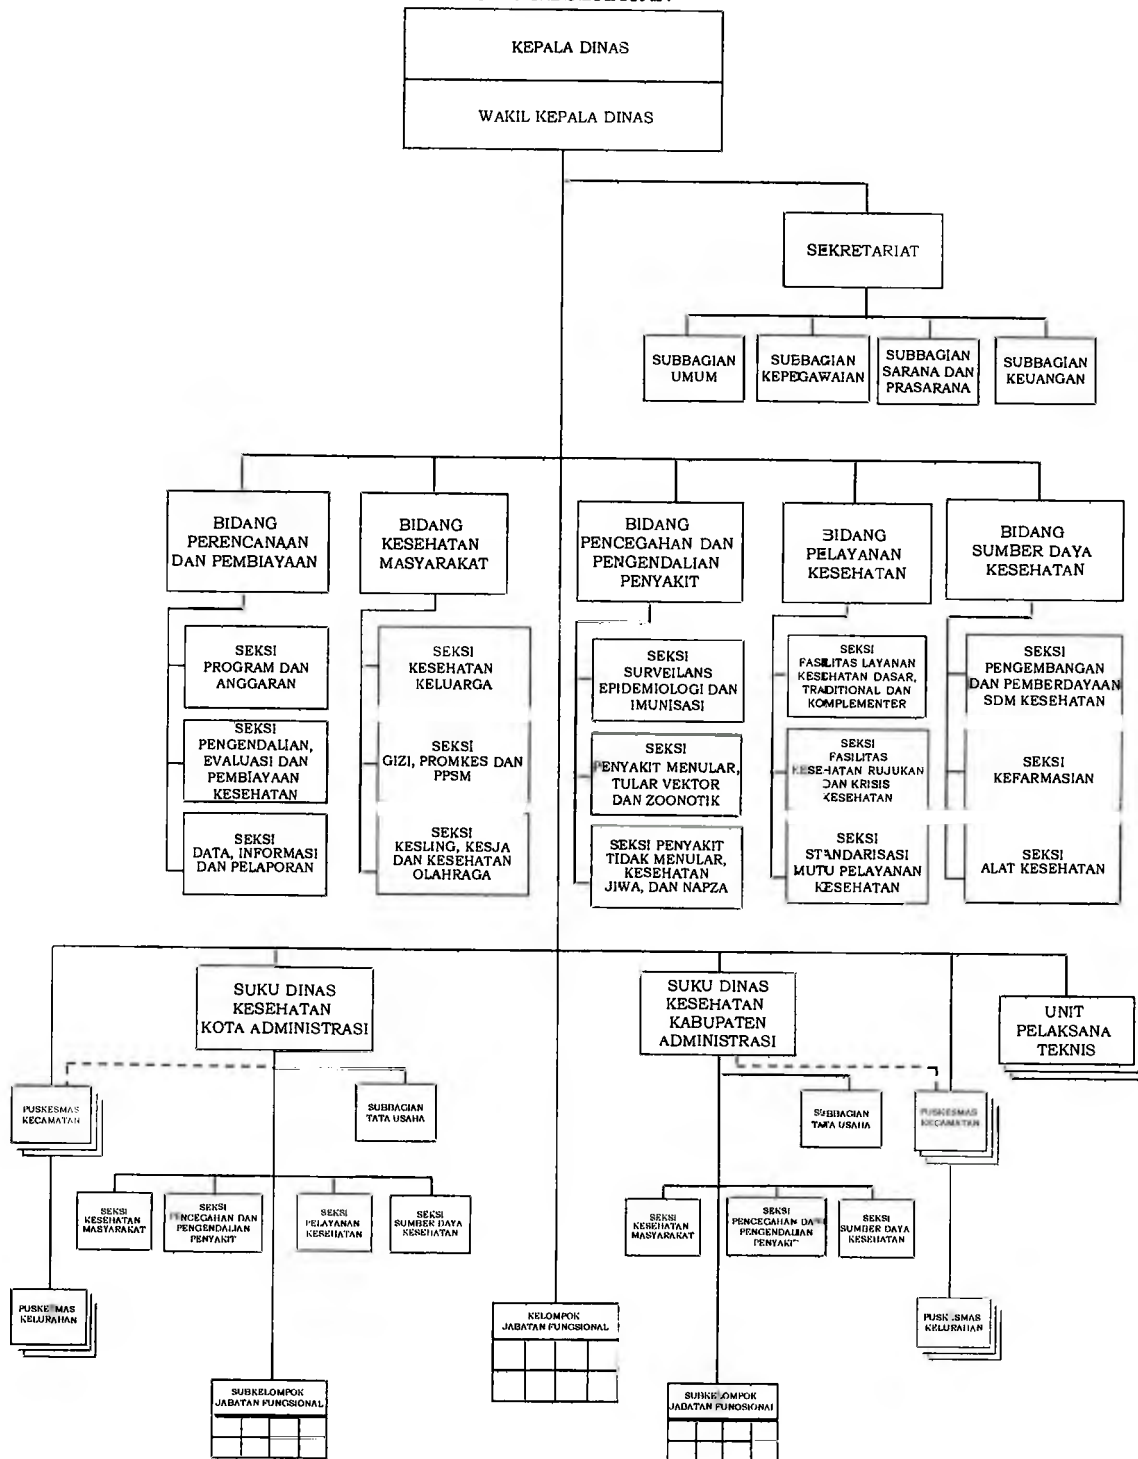 KEPALA DINAS
WAKIL KEPALA DINAS
SEKRETARIAT
SUBBAGIAN
UMUM
SUBBAGIAN
KEPEGAWAIAN
SUBBAGIAN
SARANA DAN
PRASARANA
SUBBAGIAN
KEUANGAN
BIDANG
PERENCANAAN
DAN PEMBIAYAAN
BIDANG
KESEHATAN
MASYARAKAT
BIDANG
PENCEGAHAN DAN
PENGENDALIAN
PENYAKIT
BIDANG
PELAYANAN
KESEHATAN
BIDANG
SUMBER DAYA
KESEHATAN
SEKSI
PROGRAM DAN
ANGGARAN
SEKSI
PENGENDALIAN,
EVALUASI DAN
PEMBIAYAAN
KESEHATAN
SEKSI
DATA, INFORMASI
DAN PELAPORAN
SEKSI
KESEHATAN
KELUARGA
SEKSI
GIZI, PROMKES DAN
PPSM
SEKSI
KESLING, KESJA
DAN KESEHATAN
OLAHRAGA
SEKSI
SURVEILANS
EPIDEMIOLOGI DAN
IMUNISASI
SEKSI
PENYAKIT MENULAR,
TULAR VEKTOR
DAN ZOONOTIK
SEKSI PENYAKIT
TIDAK MENULAR,
KESEHATAN
JIWA, DAN NAPZA
SEKSI
FASILITAS LAYANAN
KESEHATAN DASAR,
TRADITIONAL DAN
KOMPLEMENTER
SEKSI
FASILITAS
KESEHATAN RUJUKAN
DAN KRISIS
KESEHATAN
SEKSI
STANDARISASI
MUTU PELAYANAN
KESEHATAN
SEKSI
PENGEMBANGAN
DAN PEMBERDAYAAN
SDM KESEHATAN
SEKSI
KEFARMASIAN
SEKSI
ALAT KESEHATAN
SUKU DINAS
KESEHATAN
KOTA ADMINISTRASI
SUKU DINAS
KESEHATAN
KABUPATEN
ADMINISTRASI
UNIT
PELAKSANA
TEKNIS
PUSKESMAS
KECAMATAN
SUBBAGIAN
TATA USAHA
SUBBAGIAN
TATA USAHA
PUSKESMAS
KECAMATAN
SEKSI
KESEHATAN
MASYARAKAT
SEKSI
PENCEGAHAN DAN
PENGENDALIAN
PENYAKIT
SEKSI
PELAYANAN
KESEHATAN
SEKSI
SUMBER DAYA
KESEHATAN
SEKSI
KESEHATAN
MASYARAKAT
SEKSI
PENCEGAHAN DAN
PENGENDALIAN
PENYAKIT
SEKSI
SUMBER DAYA
KESEHATAN
PUSKESMAS
KELURAHAN
KELOMPOK
JABATAN FUNGSIONAL
PUSKESMAS
KELURAHAN
SUBKELOMPOK
JABATAN FUNGSIONAL
SUBKELOMPOK
JABATAN FUNGSIONAL